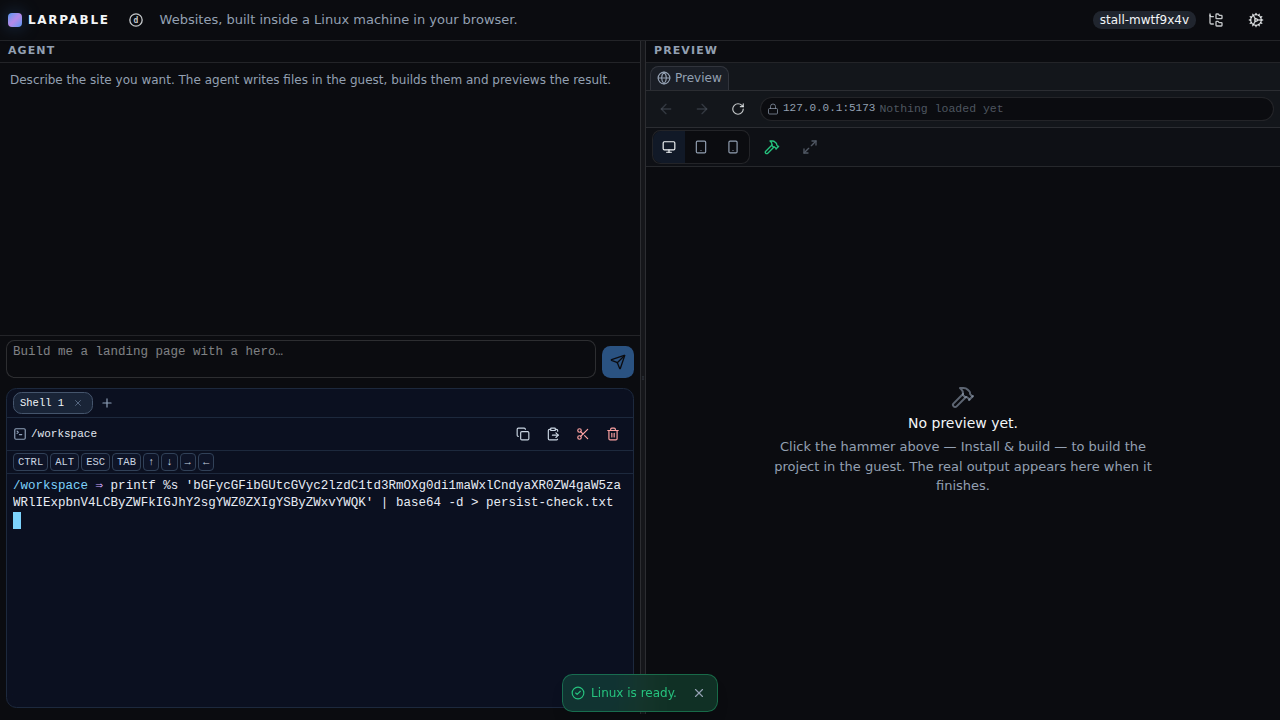 LARPABLE
d
Websites, built inside a Linux machine in your browser.
stall-mwtf9x4v
AGENT
Describe the site you want. The agent writes files in the guest, builds them and previews the result.
Build me a landing page with a hero…
Shell 1
/workspace
CTRL ALT ESC TAB ↑ ↓ → ←
/workspace ⇒ printf %s 'bGFycGFibGUtcGVyc2lzdC1td3RmOXg0di1maWxlCndyaXR0ZW4gaW5za
WRlIExpbnV4LCByZWFkIGJhY2sgYWZ0ZXIgYSByZWxvYWQK' | base64 -d > persist-check.txt
PREVIEW
Preview
127.0.0.1:5173 Nothing loaded yet
No preview yet.
Click the hammer above — Install & build — to build the
project in the guest. The real output appears here when it
finishes.
Linux is ready.